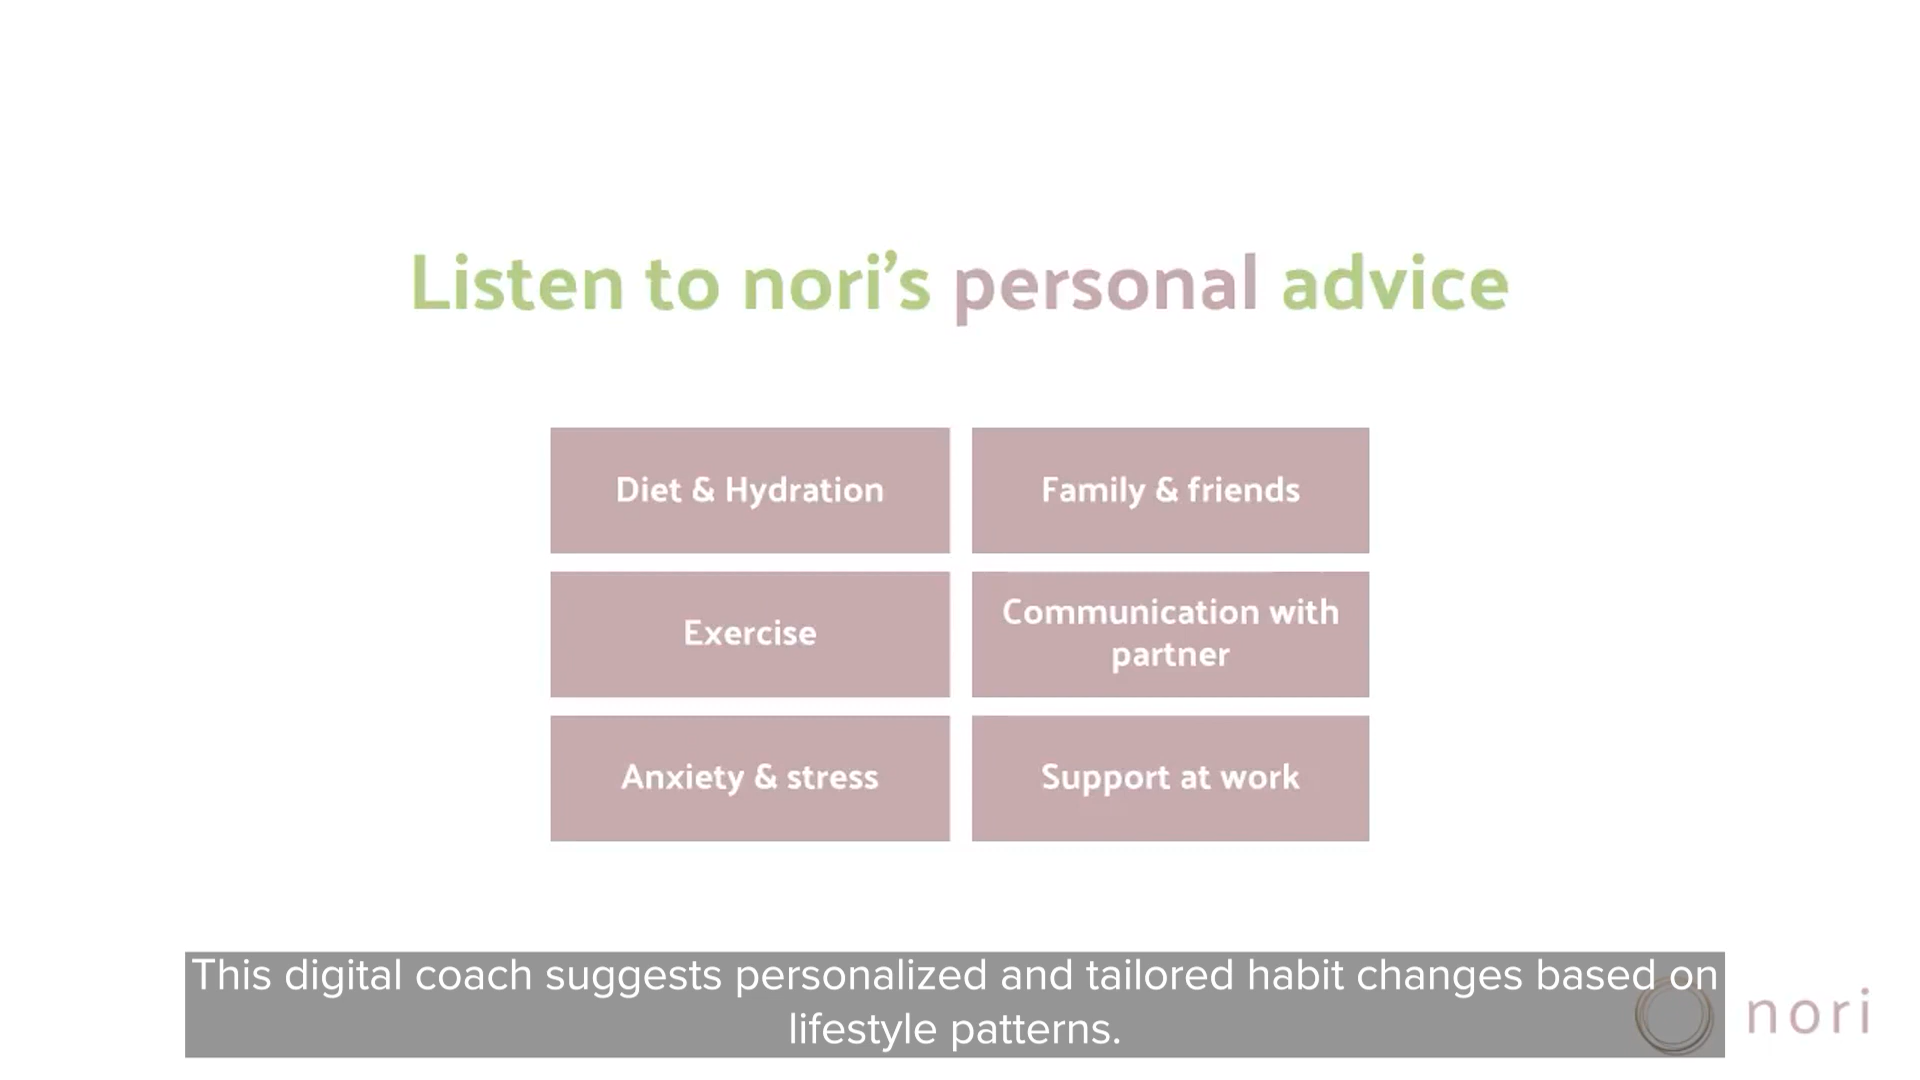 Listen to nori’s personal advice
Diet & Hydration
Family & friends
Exercise
Communication with
partner
Anxiety & stress
Support at work
This digital coach suggests personalized and tailored habit changes based on
lifestyle patterns.
nori